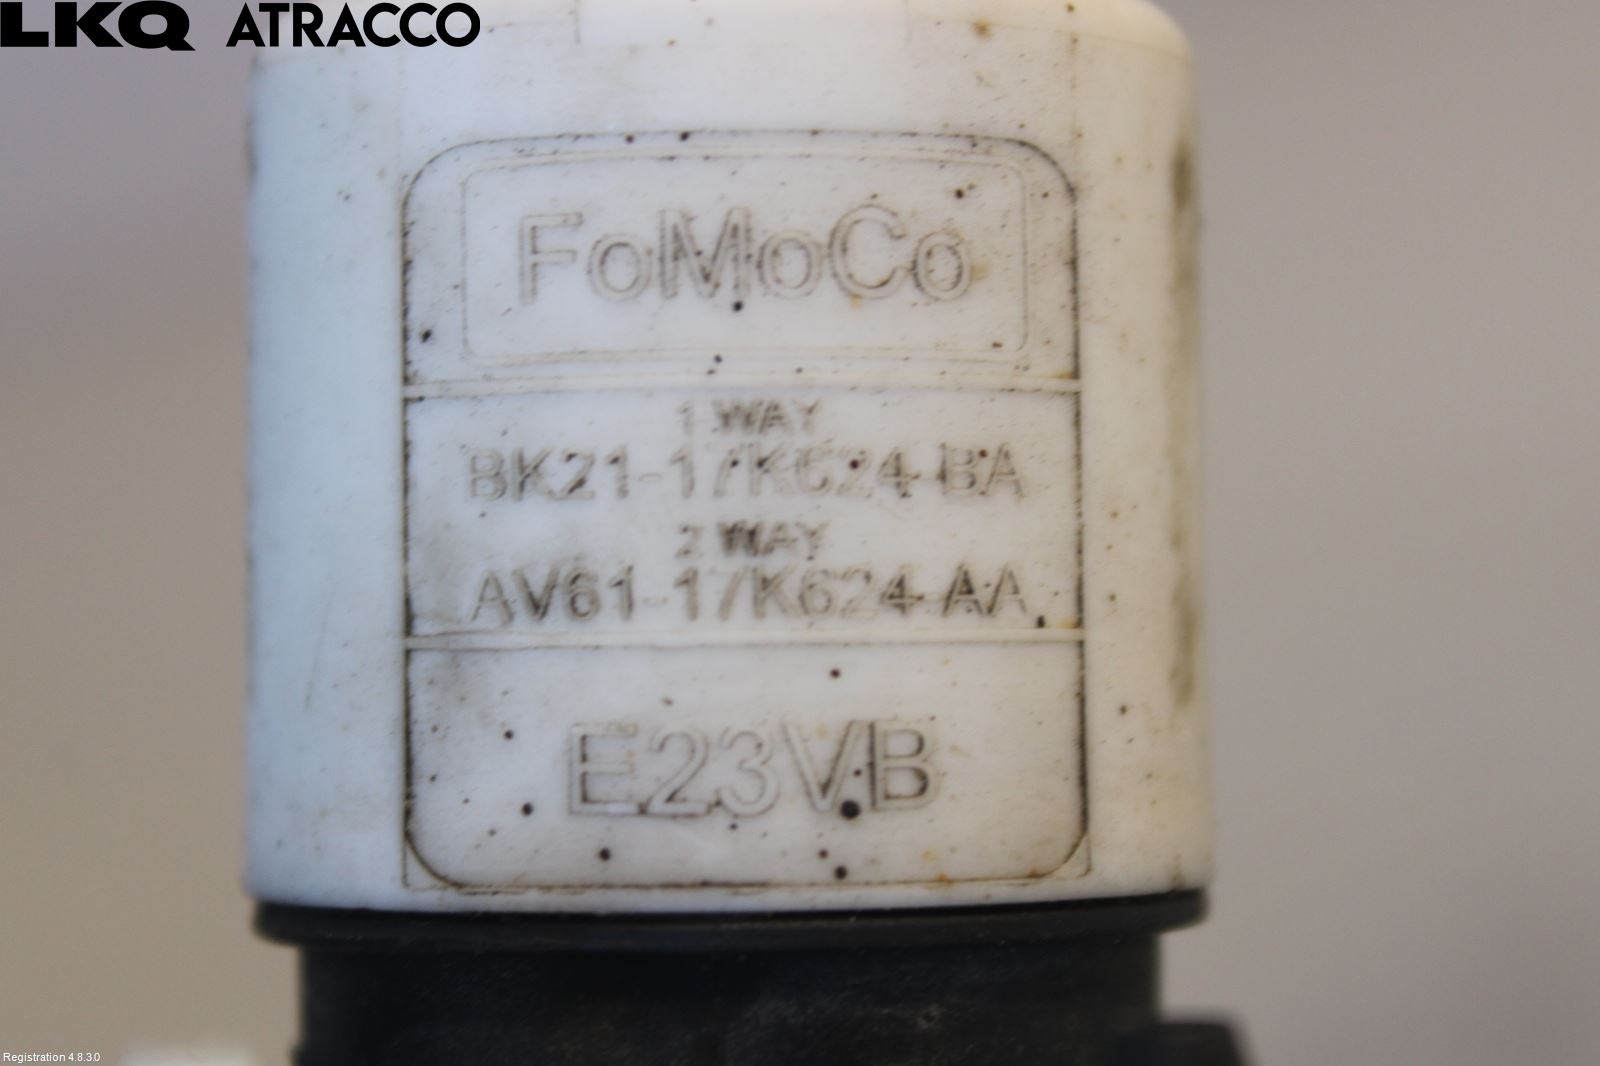 LKQ ATRACCO
FoMoCo
1 WAY
BK21-17K624-BA
2 WAY
AV61-17K624-AA
E23VB
Registration 4.8.3.0